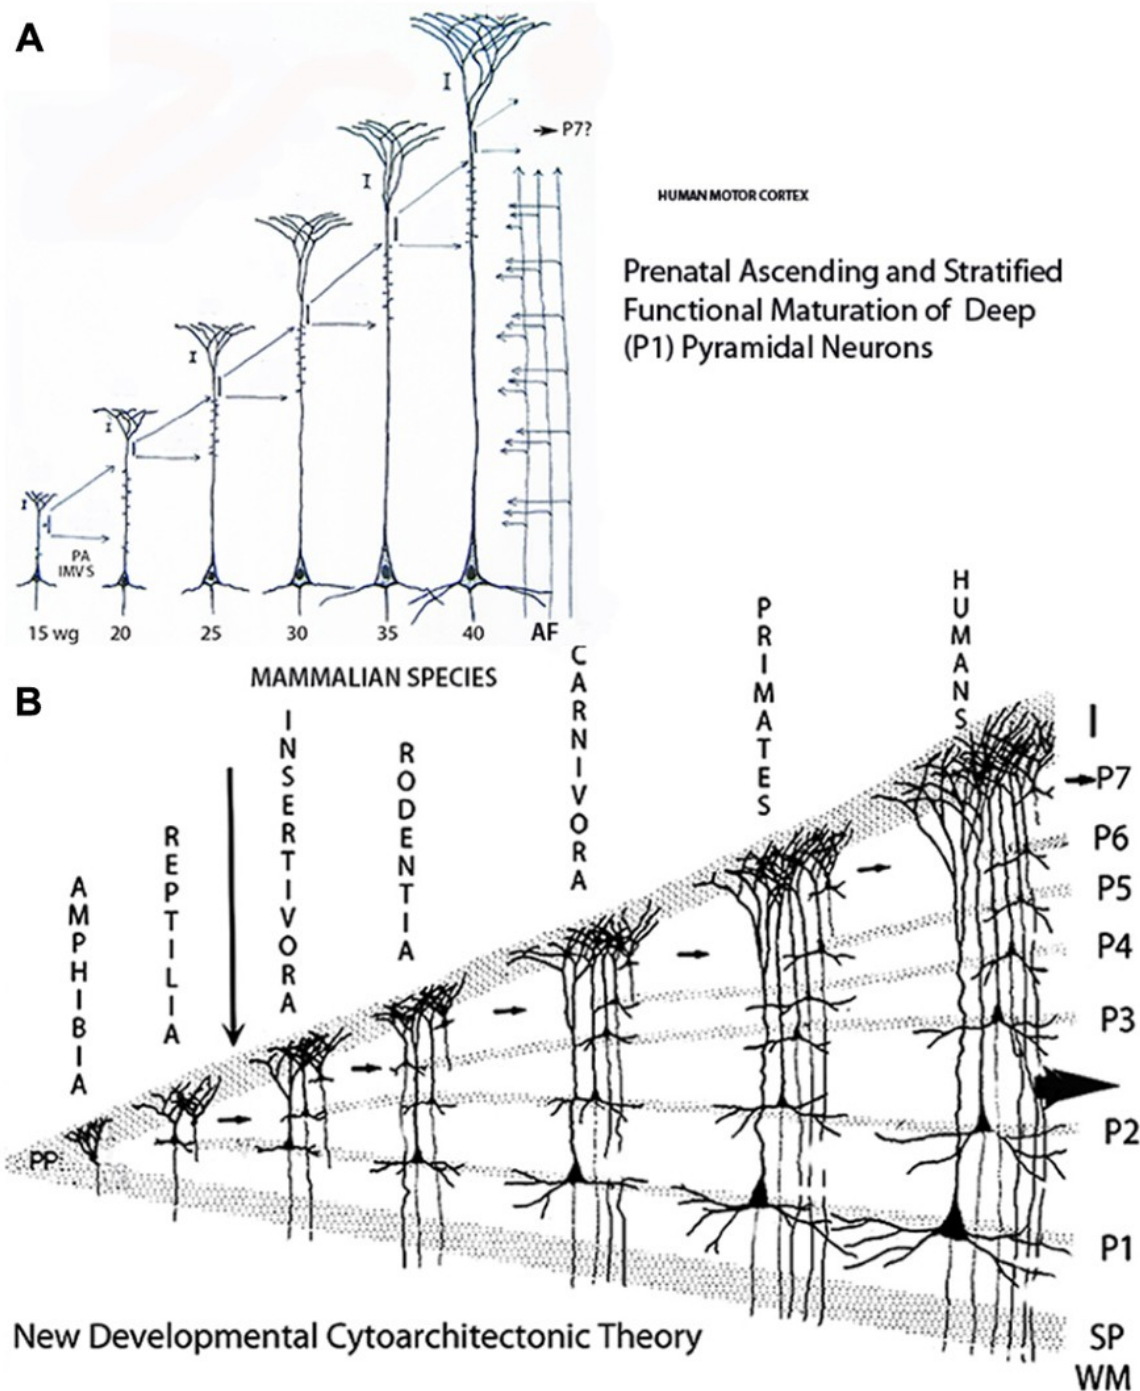 A
I
I
I
I
I
I
P7?
PA
IMVS
15 wg
20
25
30
35
40
AF
HUMAN MOTOR CORTEX
Prenatal Ascending and Stratified
Functional Maturation of Deep
(P1) Pyramidal Neurons
B
MAMMALIAN SPECIES
AMPHIBIA
REPTILIA
INSERTIVORA
RODENTIA
CARNIVORA
PRIMATES
HUMANS
PP
I
P7
P6
P5
P4
P3
P2
P1
SP
WM
New Developmental Cytoarchitectonic Theory